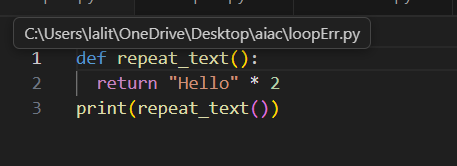 C:\Users\lalit\OneDrive\Desktop\aiac\loopErr.py
1 def repeat_text():
2   return "Hello" * 2
3 print(repeat_text())